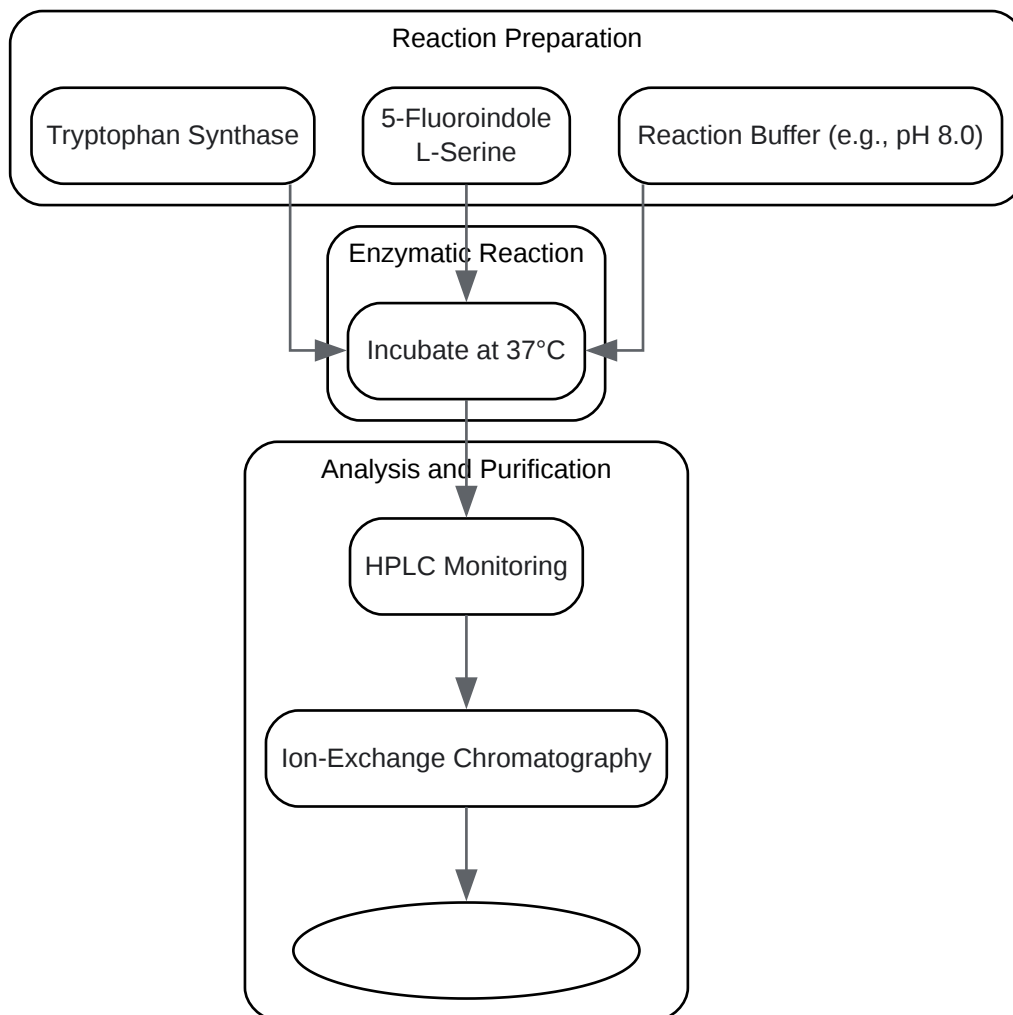 Reaction Preparation
Tryptophan Synthase
5-Fluoroindole
L-Serine
Reaction Buffer (e.g., pH 8.0)
Enzymatic Reaction
Incubate at 37°C
Analysis and Purification
HPLC Monitoring
Ion-Exchange Chromatography